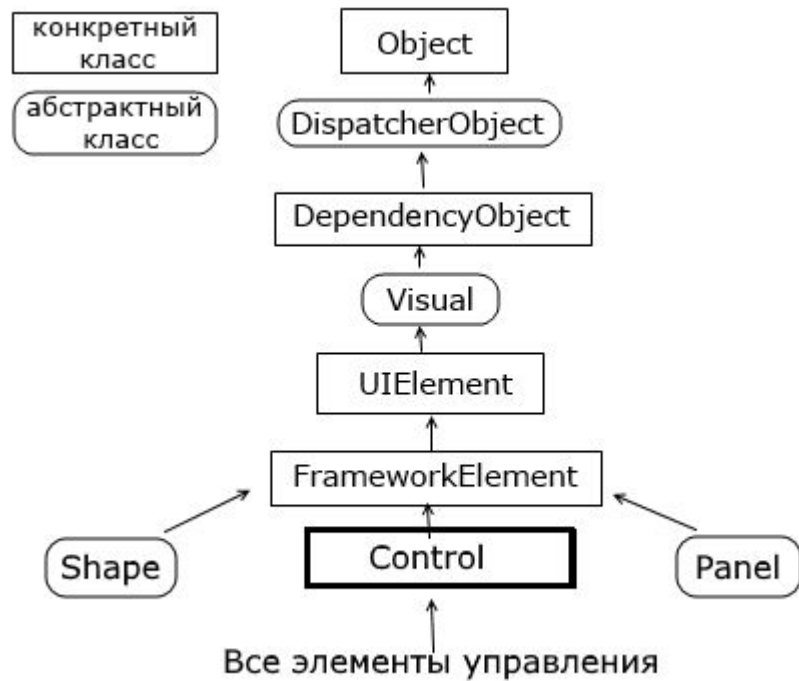 конкретный
класс
абстрактный
класс
Object
DispatcherObject
DependencyObject
Visual
UIElement
FrameworkElement
Shape
Control
Panel
Все элементы управления